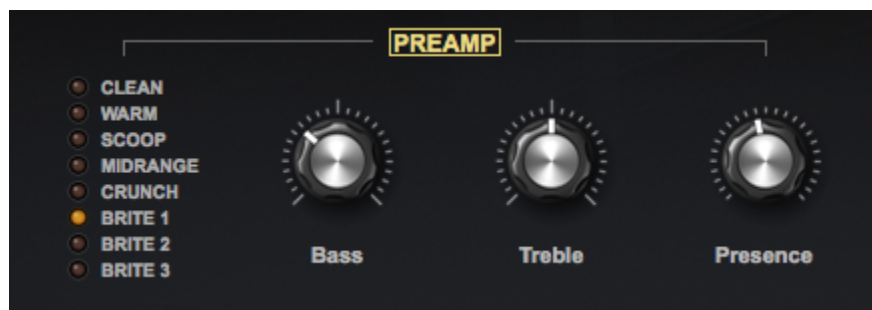 PREAMP
CLEAN
WARM
SCOOP
MIDRANGE
CRUNCH
BRITE 1
BRITE 2
BRITE 3
Bass
Treble
Presence